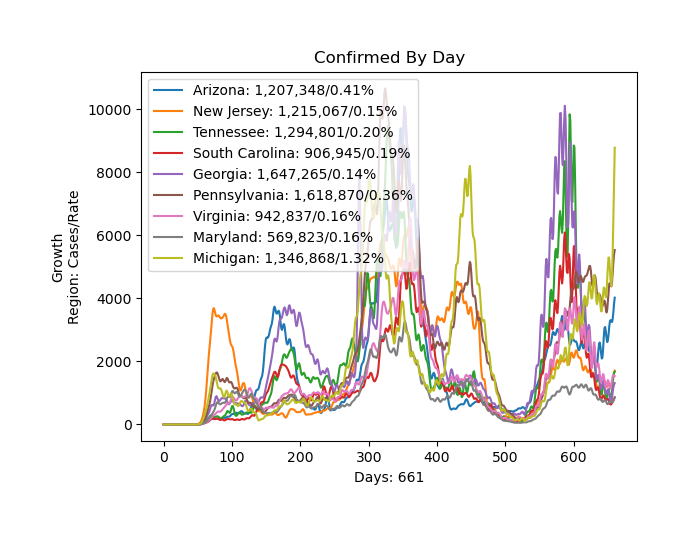 Confirmed By Day
Growth
Region: Cases/Rate
10000
8000
6000
4000
2000
0
Arizona: 1,207,348/0.41%
New Jersey: 1,215,067/0.15%
Tennessee: 1,294,801/0.20%
South Carolina: 906,945/0.19%
Georgia: 1,647,265/0.14%
Pennsylvania: 1,618,870/0.36%
Virginia: 942,837/0.16%
Maryland: 569,823/0.16%
Michigan: 1,346,868/1.32%
0 100 200 300 400 500 600
Days: 661